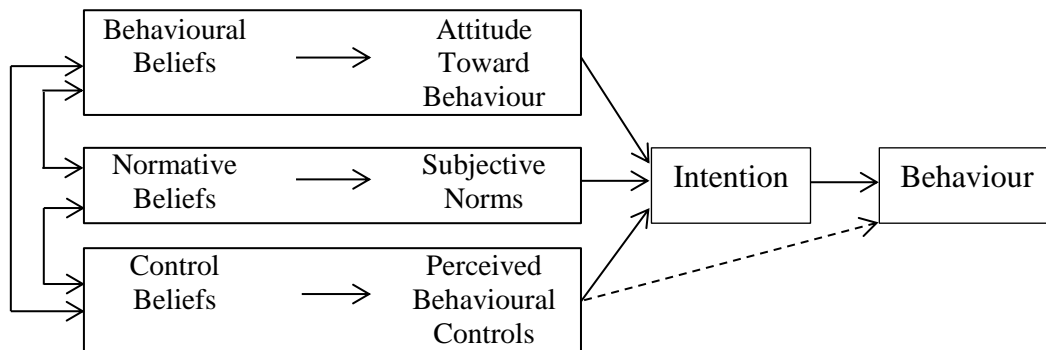 Behavioural
Beliefs
Attitude
Toward
Behaviour
Normative
Beliefs
Subjective
Norms
Intention
Behaviour
Control
Beliefs
Perceived
Behavioural
Controls